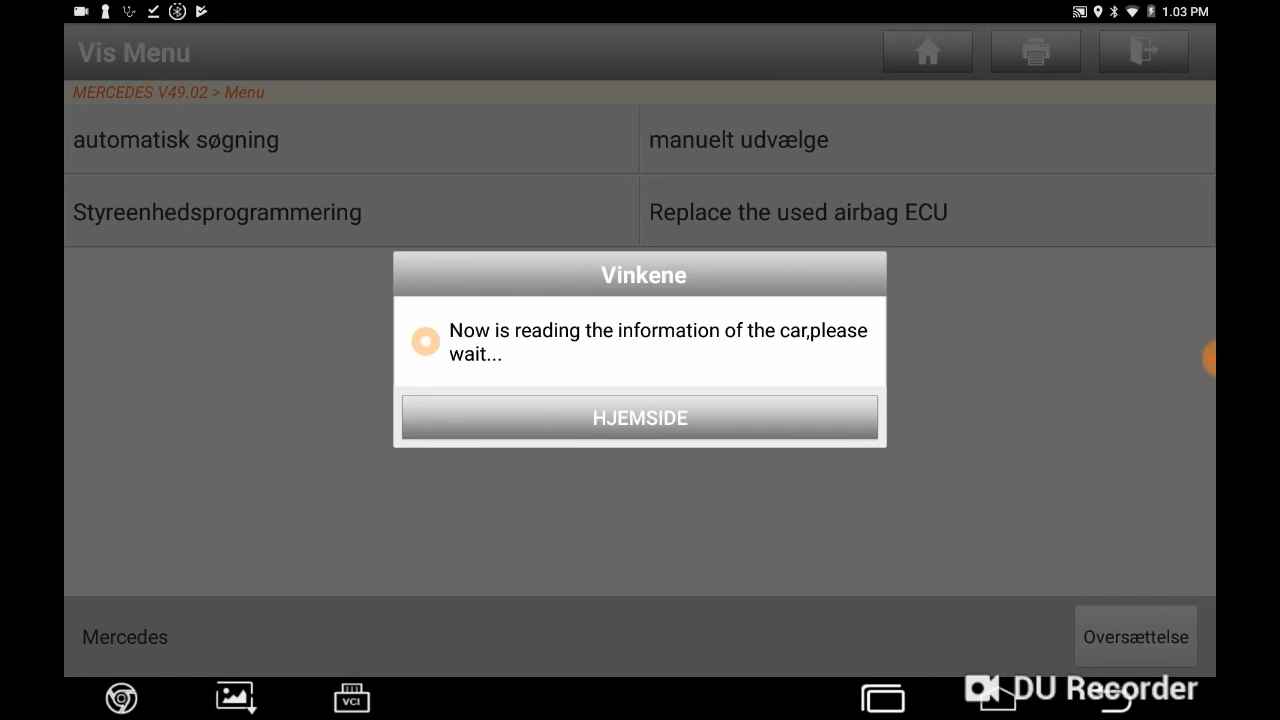 1.03 PM
Vis Menu
MERCEDES V49.02 > Menu
automatisk søgning
manuelt udvælge
Styreenhedsprogrammering
Replace the used airbag ECU
Vinkene
Now is reading the information of the car,please
wait...
HJEMSIDE
Mercedes
Oversættelse
VCI
DU Recorder